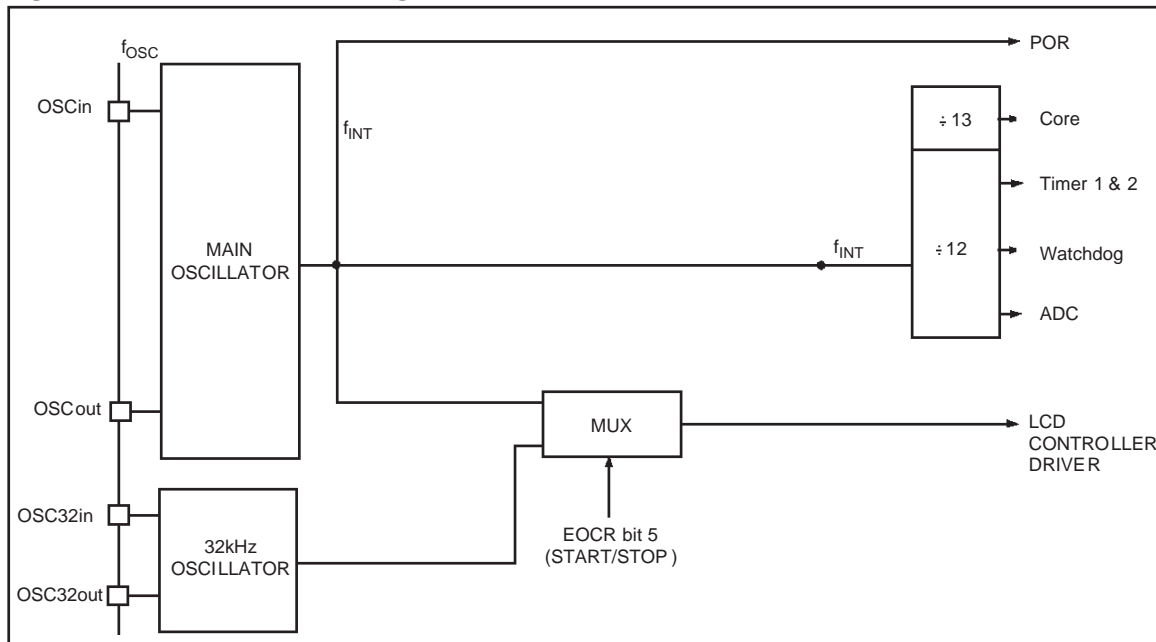 fOSC
POR
OSCin
÷ 13
Core
fINT
Timer 1 & 2
MAIN
OSCILLATOR
fINT
÷ 12
Watchdog
ADC
OSCout
MUX
LCD
CONTROLLER
DRIVER
OSC32in
32kHz
OSCILLATOR
EOCR bit 5
(START/STOP)
OSC32out